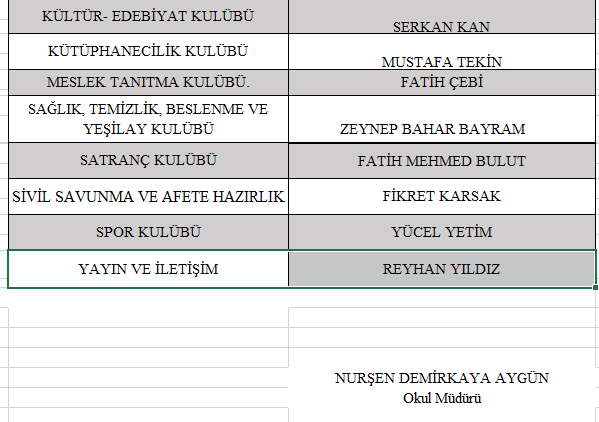 KÜLTÜR- EDEBİYAT KULÜBÜ SERKAN KAN
KÜTÜPHANECİLİK KULÜBÜ MUSTAFA TEKİN
MESLEK TANITMA KULÜBÜ. FATİH ÇEBİ
SAĞLIK, TEMİZLİK, BESLENME VE
YEŞİLAY KULÜBÜ ZEYNEP BAHAR BAYRAM
SATRANÇ KULÜBÜ FATİH MEHMED BULUT
SİVİL SAVUNMA VE AFETE HAZIRLIK FİKRET KARSAK
SPOR KULÜBÜ YÜCEL YETİM
YAYIN VE İLETİŞİM REYHAN YILDIZ
NURŞEN DEMİRKAYA AYGÜN
Okul Müdürü